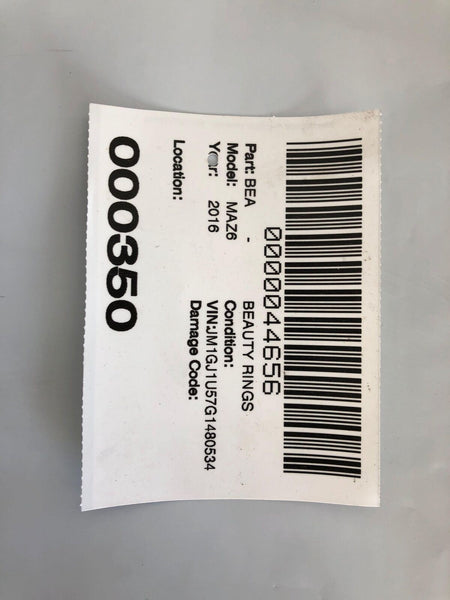 0000044656
Part: BEA - BEAUTY RINGS
Model: MAZ6 Condition:
Year: 2016 VIN:JM1GJ1U57G1480534
Damage Code:
Location:
000350